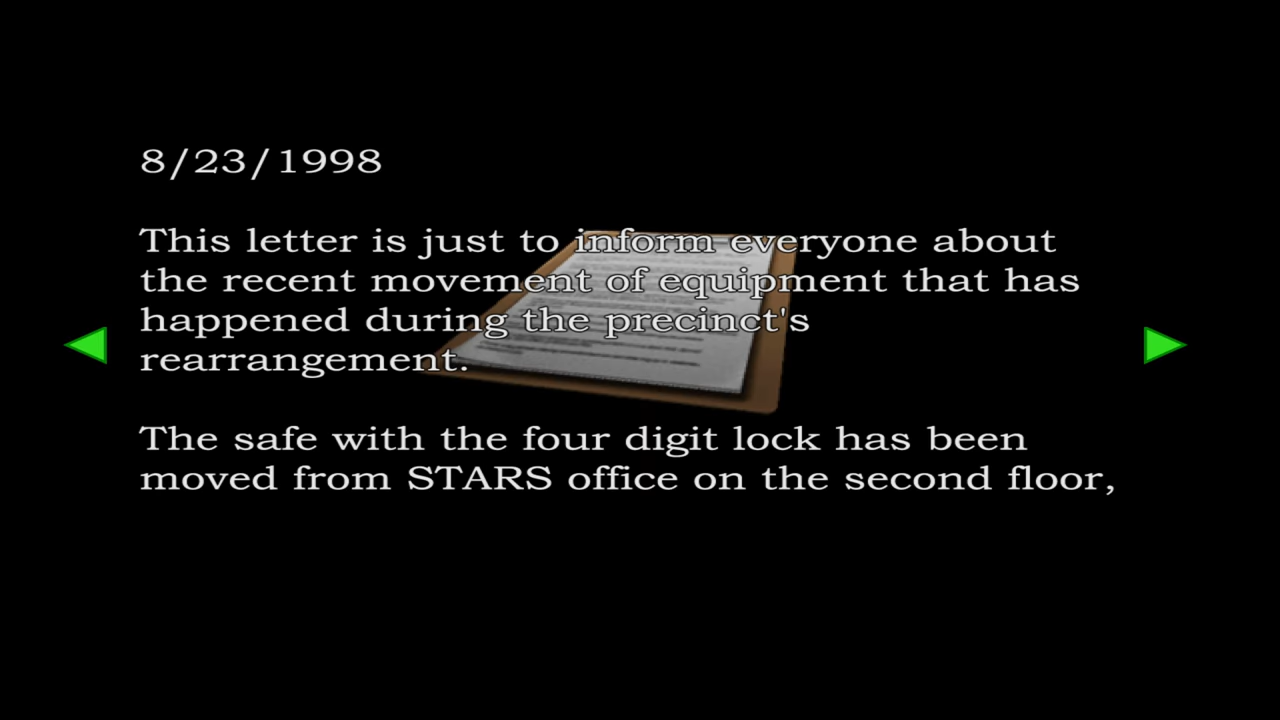 8/23/1998
This letter is just to inform everyone about
the recent movement of equipment that has
happened during the precinct's
rearrangement.
The safe with the four digit lock has been
moved from STARS office on the second floor,